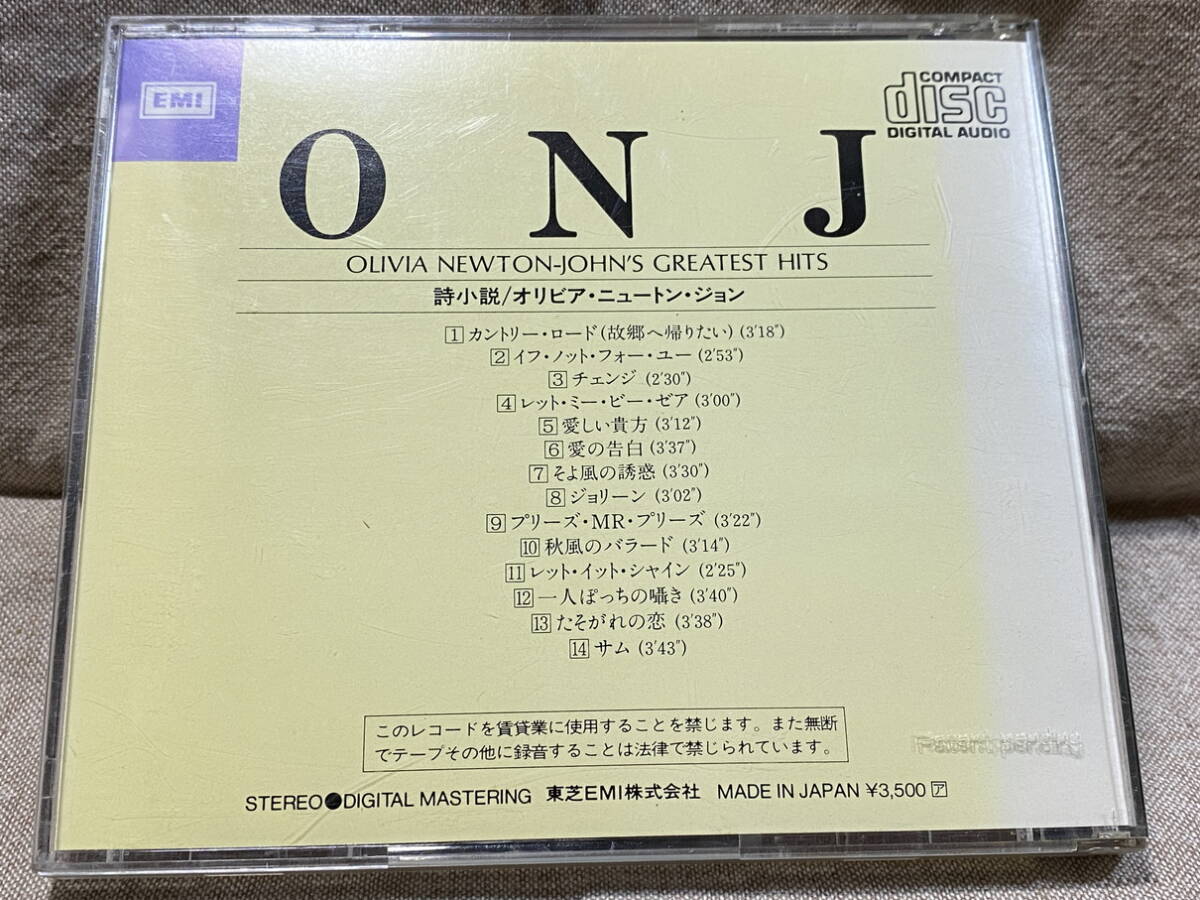 EMI
COMPACT
disc
DIGITAL AUDIO
O N J
OLIVIA NEWTON-JOHN'S GREATEST HITS
詩小説/オリビア・ニュートン・ジョン
1 カントリー・ロード(故郷へ帰りたい) (3'18")
2 イフ・ノット・フォー・ユー (2'53")
3 チェンジ (2'30")
4 レット・ミー・ビー・ゼア (3'00")
5 愛しい貴方 (3'12")
6 愛の告白 (3'37")
7 そよ風の誘惑 (3'30")
8 ジョリーン (3'02")
9 プリーズ・MR・プリーズ (3'22")
10 秋風のバラード (3'14")
11 レット・イット・シャイン (2'25")
12 一人ぽっちの囁き (3'40")
13 たそがれの恋 (3'38")
14 サム (3'43")
このレコードを賃貸業に使用することを禁じます。また無断
でテープその他に録音することは法律で禁じられています。
Patent pending
STEREO●DIGITAL MASTERING 東芝EMI株式会社 MADE IN JAPAN ¥3,500 ア